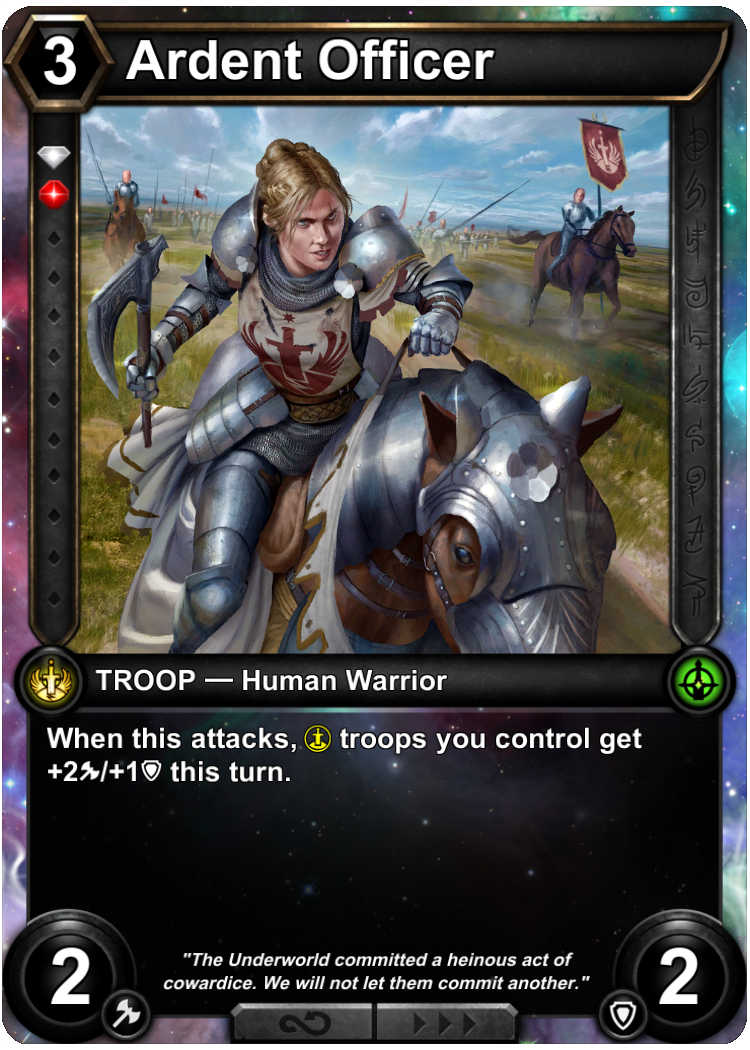 3 Ardent Officer
TROOP — Human Warrior
When this attacks, troops you control get
+2/+1 this turn.
"The Underworld committed a heinous act of
cowardice. We will not let them commit another."
2
2